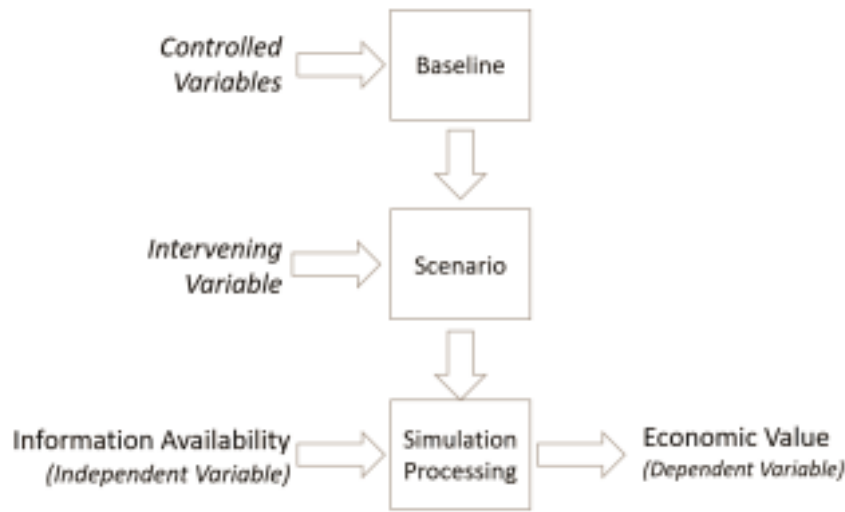 Controlled
Variables
Baseline
Intervening
Variable
Scenario
Information Availability
(Independent Variable)
Simulation
Processing
Economic Value
(Dependent Variable)